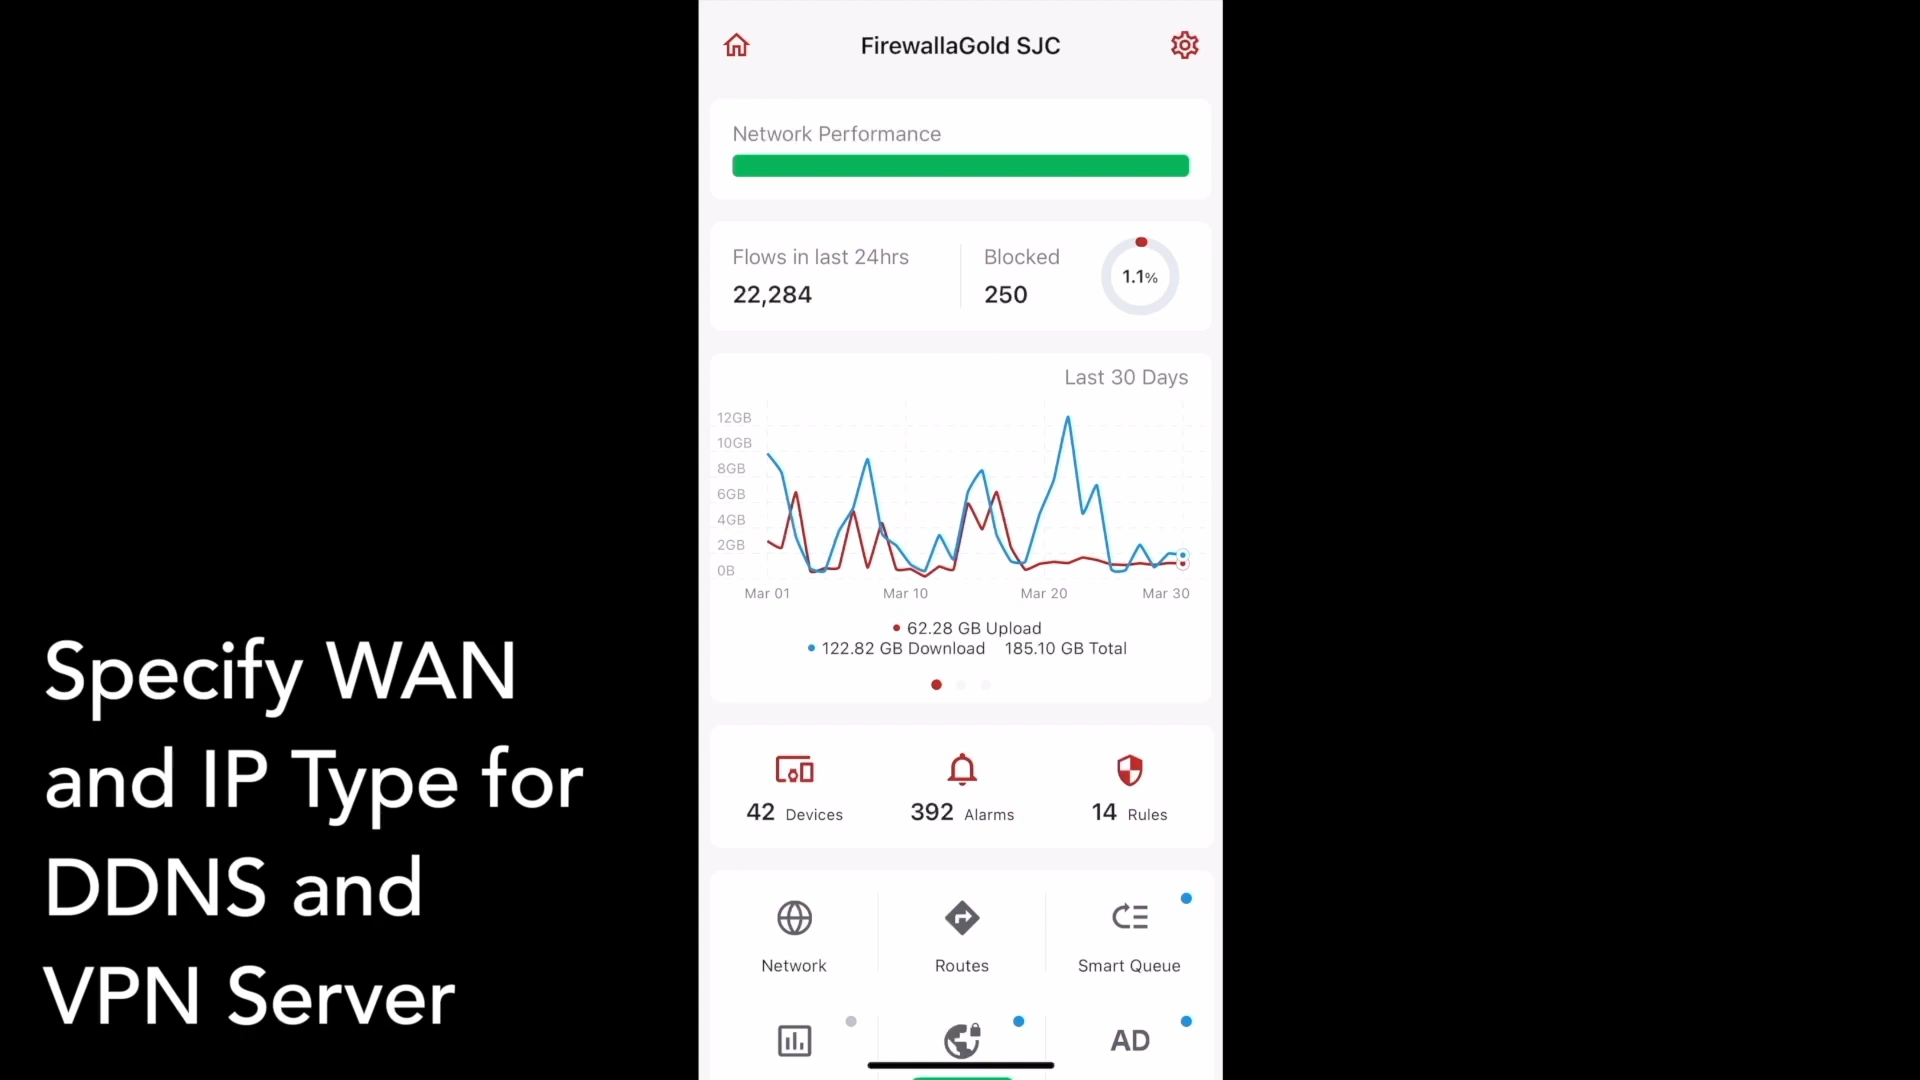 FirewallaGold SJC
Network Performance
Flows in last 24hrs
22,284
Blocked
250
1.1%
Last 30 Days
12GB
10GB
8GB
6GB
4GB
2GB
0B
Mar 01
Mar 10
Mar 20
Mar 30
62.28 GB Upload
122.82 GB Download 185.10 GB Total
42 Devices
392 Alarms
14 Rules
Network
Routes
Smart Queue
AD
Specify WAN
and IP Type for
DDNS and
VPN Server